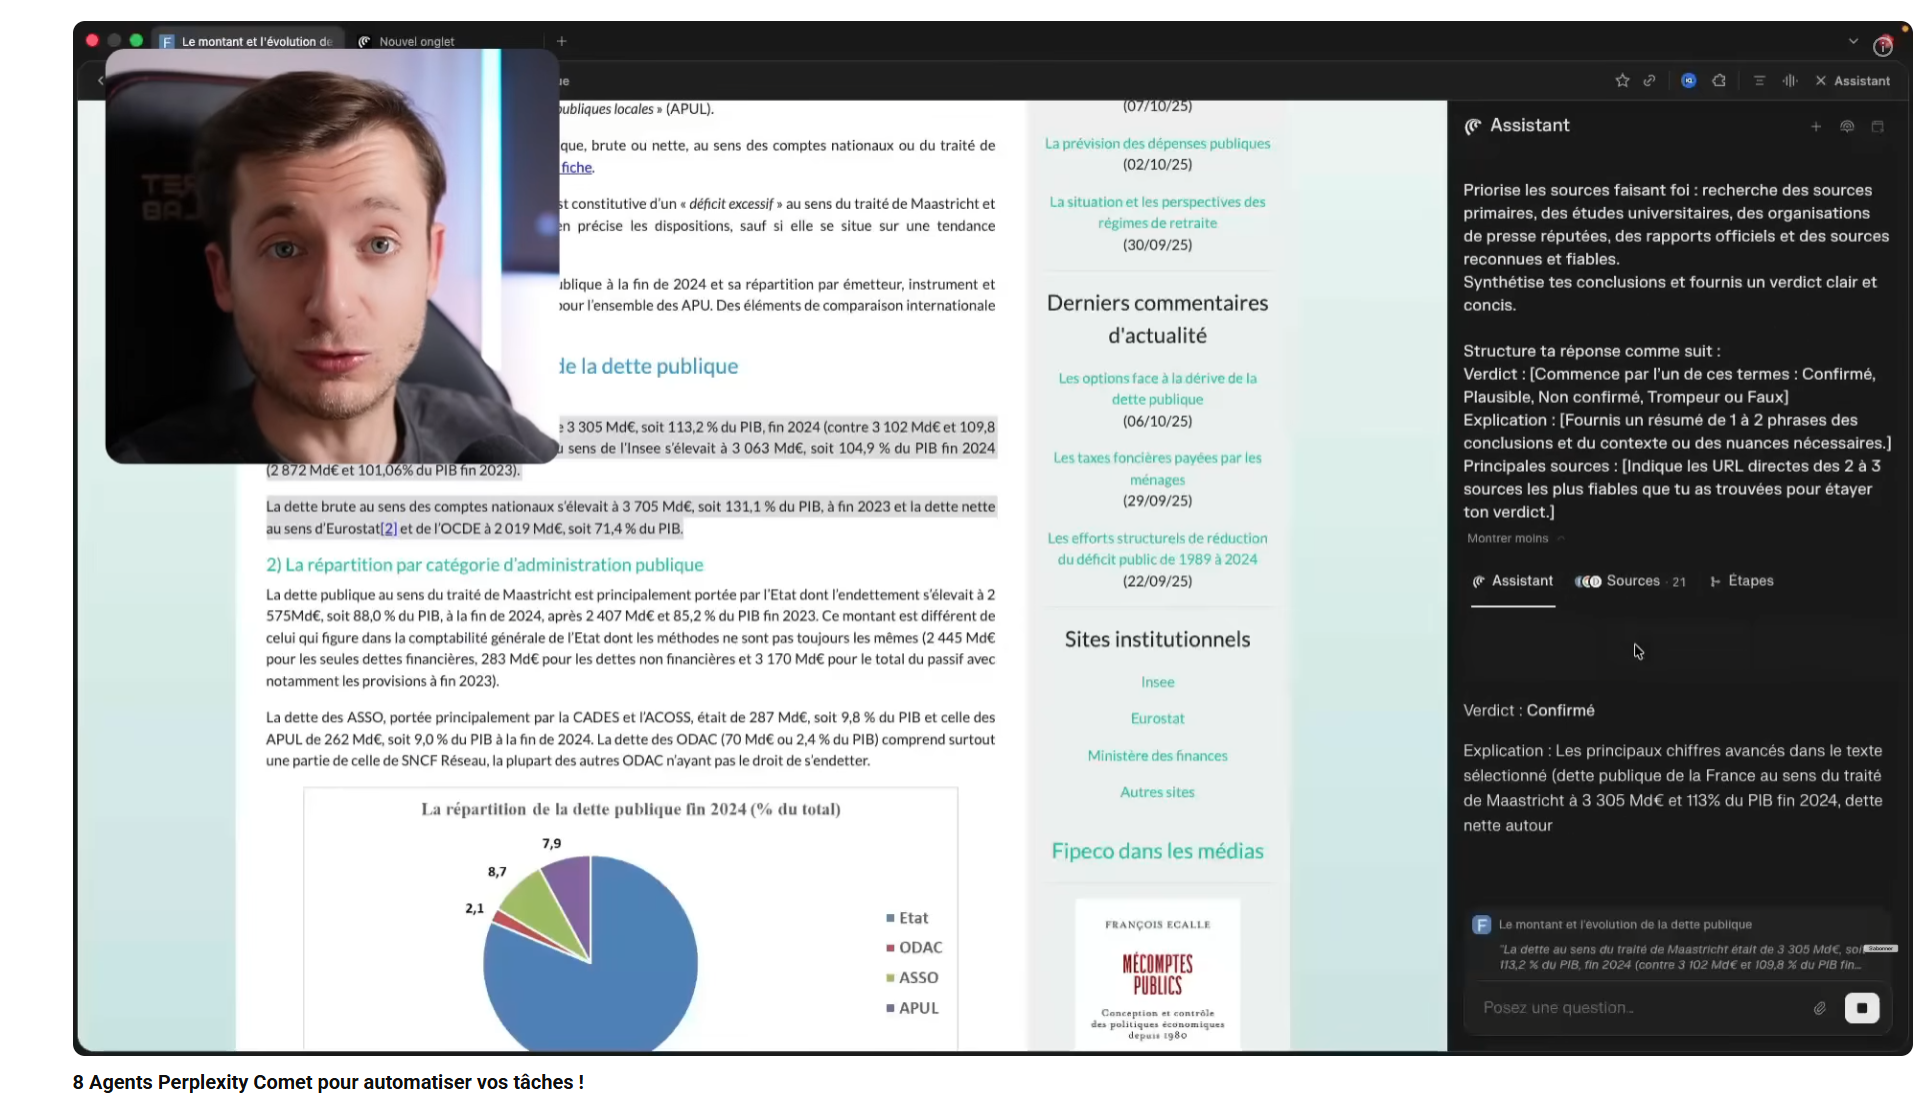 Le montant et l'évolution de
Nouvel onglet
ue
Assistant
publiques locales » (APUL).
que, brute ou nette, au sens des comptes nationaux ou du traité de
fiche.
st constitutive d'un « déficit excessif » au sens du traité de Maastricht et
en précise les dispositions, sauf si elle se situe sur une tendance
ublique à la fin de 2024 et sa répartition par émetteur, instrument et
pour l'ensemble des APU. Des éléments de comparaison internationale
de la dette publique
e 3 305 Md€, soit 113,2 % du PIB, fin 2024 (contre 3 102 Md€ et 109,8
u sens de l'Insee s'élevait à 3 063 Md€, soit 104,9 % du PIB fin 2024
(2 872 Md€ et 101,06% du PIB fin 2023).
La dette brute au sens des comptes nationaux s'élevait à 3 705 Md€, soit 131,1 % du PIB, à fin 2023 et la dette nette
au sens d'Eurostat[2] et de l'OCDE à 2 019 Md€, soit 71,4 % du PIB.
2) La répartition par catégorie d'administration publique
La dette publique au sens du traité de Maastricht est principalement portée par l'Etat dont l'endettement s'élevait à 2
575Md€, soit 88,0 % du PIB, à la fin de 2024, après 2 407 Md€ et 85,2 % du PIB fin 2023. Ce montant est différent de
celui qui figure dans la comptabilité générale de l'Etat dont les méthodes ne sont pas toujours les mêmes (2 445 Md€
pour les seules dettes financières, 283 Md€ pour les dettes non financières et 3 170 Md€ pour le total du passif avec
notamment les provisions à fin 2023).
La dette des ASSO, portée principalement par la CADES et l'ACOSS, était de 287 Md€, soit 9,8 % du PIB et celle des
APUL de 262 Md€, soit 9,0 % du PIB à la fin de 2024. La dette des ODAC (70 Md€ ou 2,4 % du PIB) comprend surtout
une partie de celle de SNCF Réseau, la plupart des autres ODAC n'ayant pas le droit de s'endetter.
La répartition de la dette publique fin 2024 (% du total)
7,9
8,7
2,1
Etat
ODAC
ASSO
APUL
(07/10/25)
La prévision des dépenses publiques
(02/10/25)
La situation et les perspectives des
régimes de retraite
(30/09/25)
Derniers commentaires
d'actualité
Les options face à la dérive de la
dette publique
(06/10/25)
Les taxes foncières payées par les
ménages
(29/09/25)
Les efforts structurels de réduction
du déficit public de 1989 à 2024
(22/09/25)
Sites institutionnels
Insee
Eurostat
Ministère des finances
Autres sites
Fipeco dans les médias
FRANÇOIS ECALLE
MÉCOMPTES
PUBLICS
Conception et contrôle
des politiques économiques
depuis 1980
Assistant
Priorise les sources faisant foi : recherche des sources
primaires, des études universitaires, des organisations
de presse réputées, des rapports officiels et des sources
reconnues et fiables.
Synthétise tes conclusions et fournis un verdict clair et
concis.
Structure ta réponse comme suit :
Verdict : [Commence par l'un de ces termes : Confirmé,
Plausible, Non confirmé, Trompeur ou Faux]
Explication : [Fournis un résumé de 1 à 2 phrases des
conclusions et du contexte ou des nuances nécessaires.]
Principales sources : [Indique les URL directes des 2 à 3
sources les plus fiables que tu as trouvées pour étayer
ton verdict.]
Montrer moins
Assistant Sources · 21 Étapes
Verdict : Confirmé
Explication : Les principaux chiffres avancés dans le texte
sélectionné (dette publique de la France au sens du traité
de Maastricht à 3 305 Md€ et 113% du PIB fin 2024, dette
nette autour
F Le montant et l'évolution de la dette publique
"La dette au sens du traité de Maastricht était de 3 305 Md€, soi
113,2 % du PIB, fin 2024 (contre 3 102 Md€ et 109,8 % du PIB fin...
Posez une question...
8 Agents Perplexity Comet pour automatiser vos tâches !